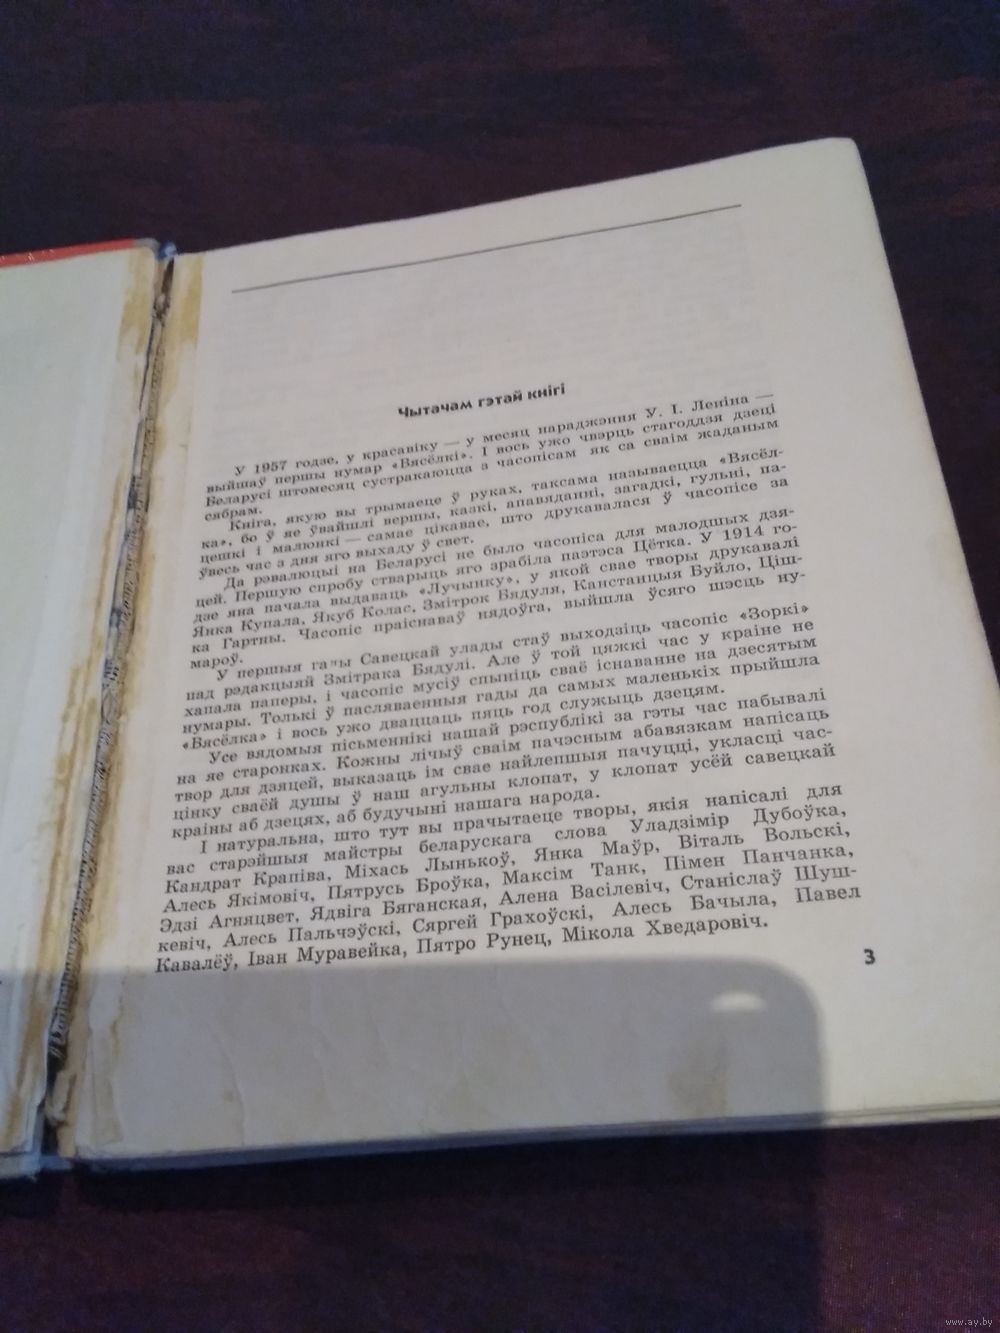 Чытачам гэтай кнігі
У 1957 годзе, у красавіку — у месяц нараджэння У. І. Леніна —
выйшаў першы нумар «Вясёлкі». І вось ужо чвэрць стагоддзя дзеці
Беларусі штомесяц сустракаюцца з часопісам як са сваім жаданым
сябрам.
Кніга, якую вы трымаеце ў руках, таксама называецца «Вясёл-
ка», бо ў яе ўвайшлі вершы, казкі, апавяданні, загадкі, гульні, па-
цешкі і малюнкі — самае цікавае, што друкавалася ў часопісе за
ўвесь час з дня яго выхаду ў свет.
Да рэвалюцыі на Беларусі не было часопіса для малодшых дзя-
цей. Першую спробу стварыць яго зрабіла паэтэса Цётка. У 1914 го-
дзе яна пачала выдаваць «Лучынку», у якой свае творы друкавалі
Янка Купала, Якуб Колас, Змітрок Бядуля, Канстанцыя Буйло, Ціш-
ка Гартны. Часопіс праіснаваў нядоўга, выйшла ўсяго шэсць ну-
мароў.
У першыя гады Савецкай улады стаў выходзіць часопіс «Зоркі»
пад рэдакцыяй Змітрака Бядулі. Але ў той цяжкі час у краіне не
хапала паперы, і часопіс мусіў спыніць сваё існаванне на дзесятым
нумары. Толькі ў пасляваенныя гады да самых маленькіх прыйшла
«Вясёлка» і вось ужо дваццаць пяць год служыць дзецям.
Усе вядомыя пісьменнікі нашай рэспублікі за гэты час пабывалі
на яе старонках. Кожны лічыў сваім пачэсным абавязкам напісаць
твор для дзяцей, выказаць ім свае найлепшыя пачуцці, укласці час-
цінку сваёй душы ў наш агульны клопат, у клопат усёй савецкай
краіны аб дзецях, аб будучыні нашага народа.
І натуральна, што тут вы прачытаеце творы, якія напісалі для
вас старэйшыя майстры беларускага слова Уладзімір Дубоўка,
Кандрат Крапіва, Міхась Лынькоў, Янка Маўр, Віталь Вольскі,
Алесь Якімовіч, Пятрусь Броўка, Максім Танк, Пімен Панчанка,
Эдзі Агняцвет, Ядвіга Бяганская, Алена Васілевіч, Станіслаў Шуш-
кевіч, Алесь Пальчэўскі, Сяргей Грахоўскі, Алесь Бачыла, Павел
Кавалёў, Іван Муравейка, Пятро Рунец, Мікола Хведаровіч.
3
www.ay.by